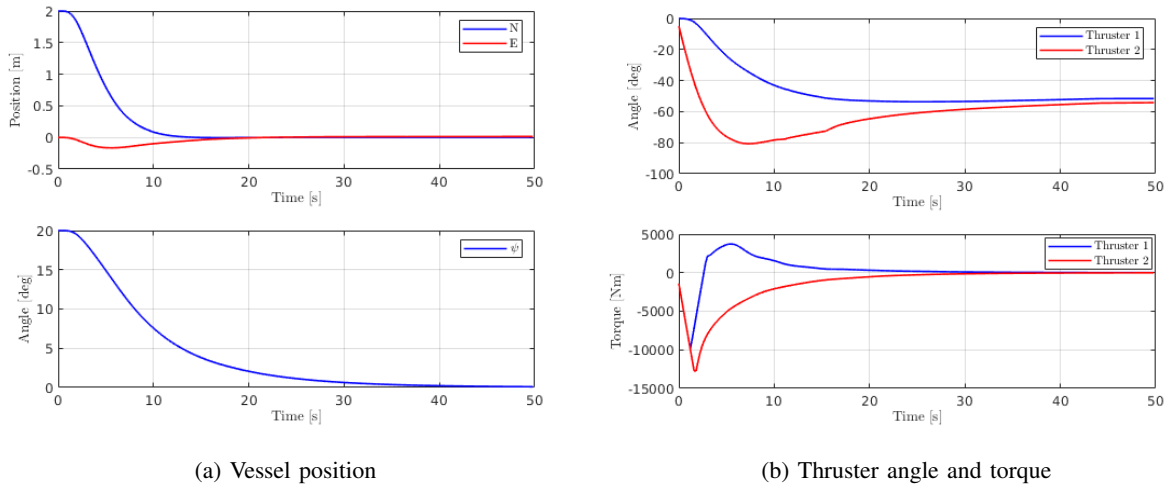 2
1.5
1
0.5
0
-0.5
Position [m]
N
E
0 10 20 30 40 50
Time [s]
20
15
10
5
0
Angle [deg]
ψ
0 10 20 30 40 50
Time [s]
(a) Vessel position
0
-20
-40
-60
-80
-100
Angle [deg]
Thruster 1
Thruster 2
0 10 20 30 40 50
Time [s]
5000
0
-5000
-10000
-15000
Torque [Nm]
Thruster 1
Thruster 2
0 10 20 30 40 50
Time [s]
(b) Thruster angle and torque